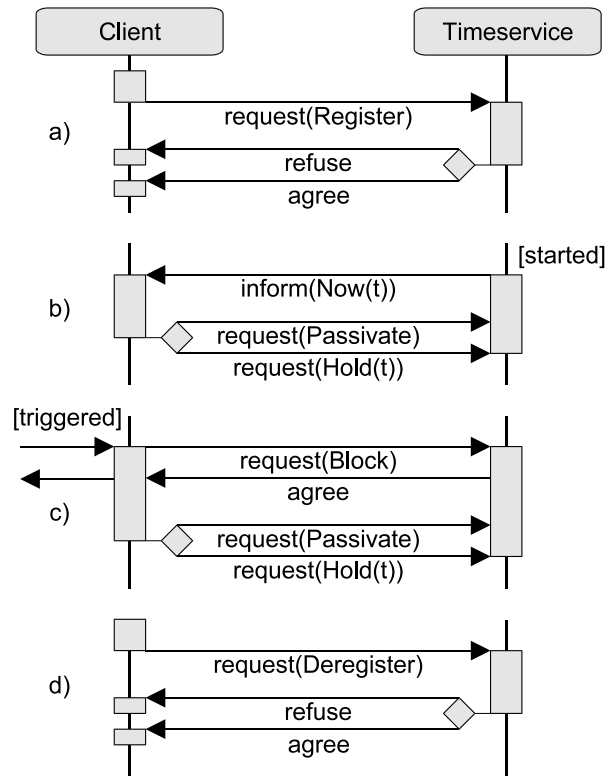 Client
Timeservice
request(Register)
a)
refuse
agree
[started]
inform(Now(t))
b)
request(Passivate)
request(Hold(t))
[triggered]
request(Block)
agree
c)
request(Passivate)
request(Hold(t))
request(Deregister)
d)
refuse
agree